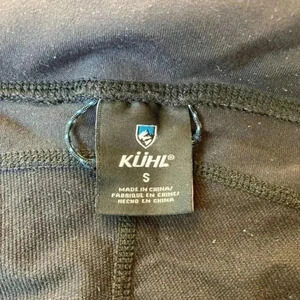 KÜHL®
S
MADE IN CHINA/
FABRIQUÉ EN CHINE/
HECHO EN CHINA